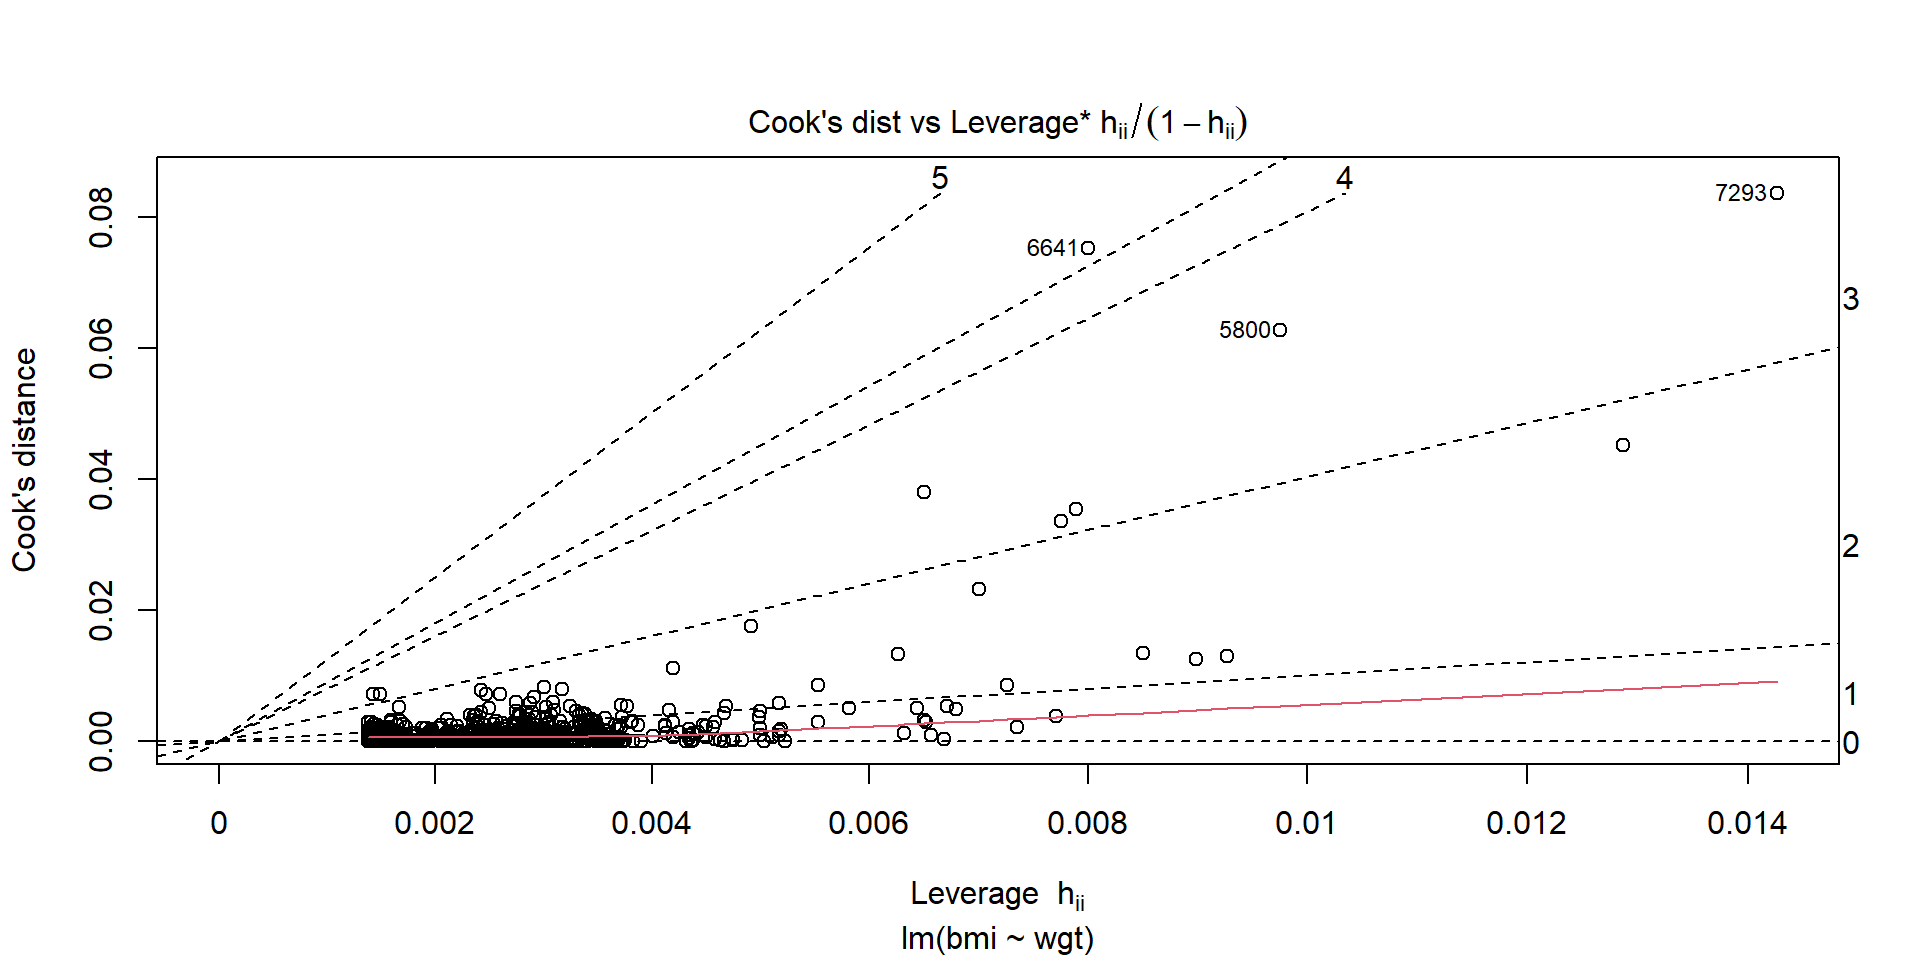 Cook's dist vs Leverage* hᵢᵢ/(1 − hᵢᵢ)
5
4
7293
6641
3
5800
2
1
0
Cook's distance
0.08
0.06
0.04
0.02
0.00
0 0.002 0.004 0.006 0.008 0.01 0.012 0.014
Leverage hᵢᵢ
lm(bmi ~ wgt)